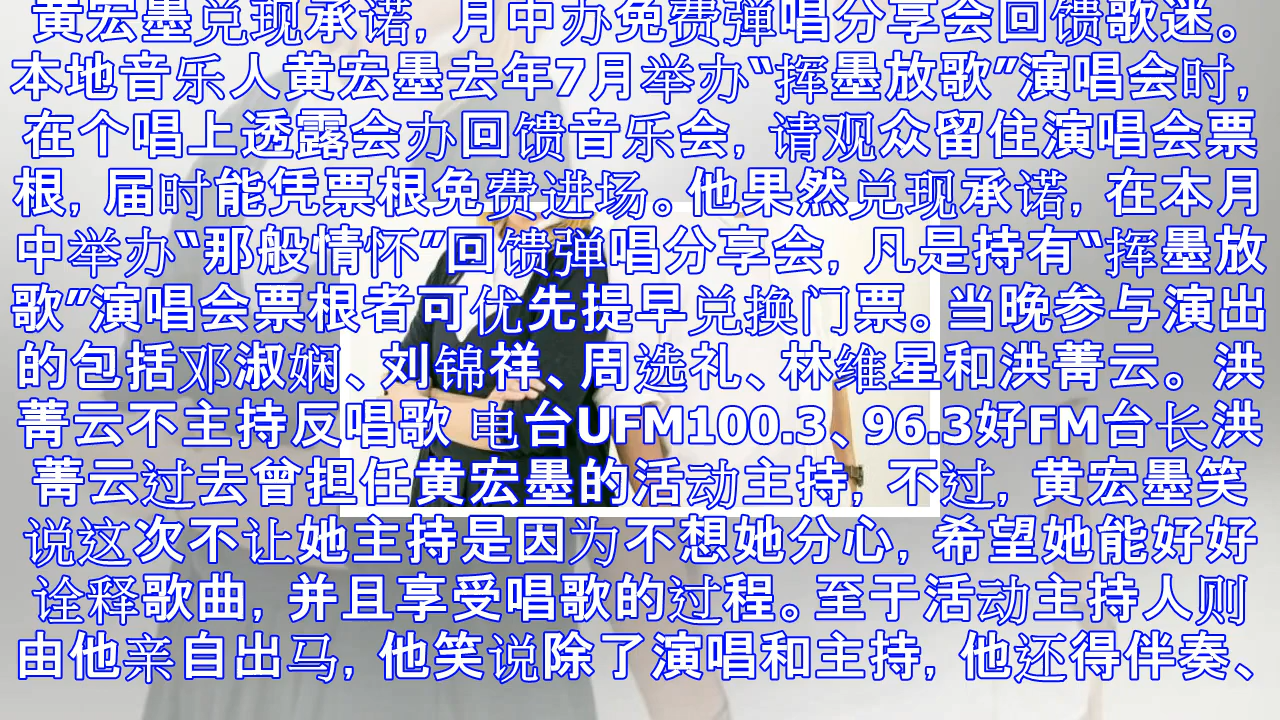 黄宏墨兑现承诺，月中办免费弹唱分享会回馈歌迷。
本地音乐人黄宏墨去年7月举办“挥墨放歌”演唱会时，
在个唱上透露会办回馈音乐会，请观众留住演唱会票
根，届时能凭票根免费进场。他果然兑现承诺，在本月
中举办“那般情怀”回馈弹唱分享会，凡是持有“挥墨放
歌”演唱会票根者可优先提早兑换门票。当晚参与演出
的包括邓淑娴、刘锦祥、周选礼、林维星和洪菁云。洪
菁云不主持反唱歌 电台UFM100.3、96.3好FM台长洪
菁云过去曾担任黄宏墨的活动主持，不过，黄宏墨笑
说这次不让她主持是因为不想她分心，希望她能好好
诠释歌曲，并且享受唱歌的过程。至于活动主持人则
由他亲自出马，他笑说除了演唱和主持，他还得伴奏、